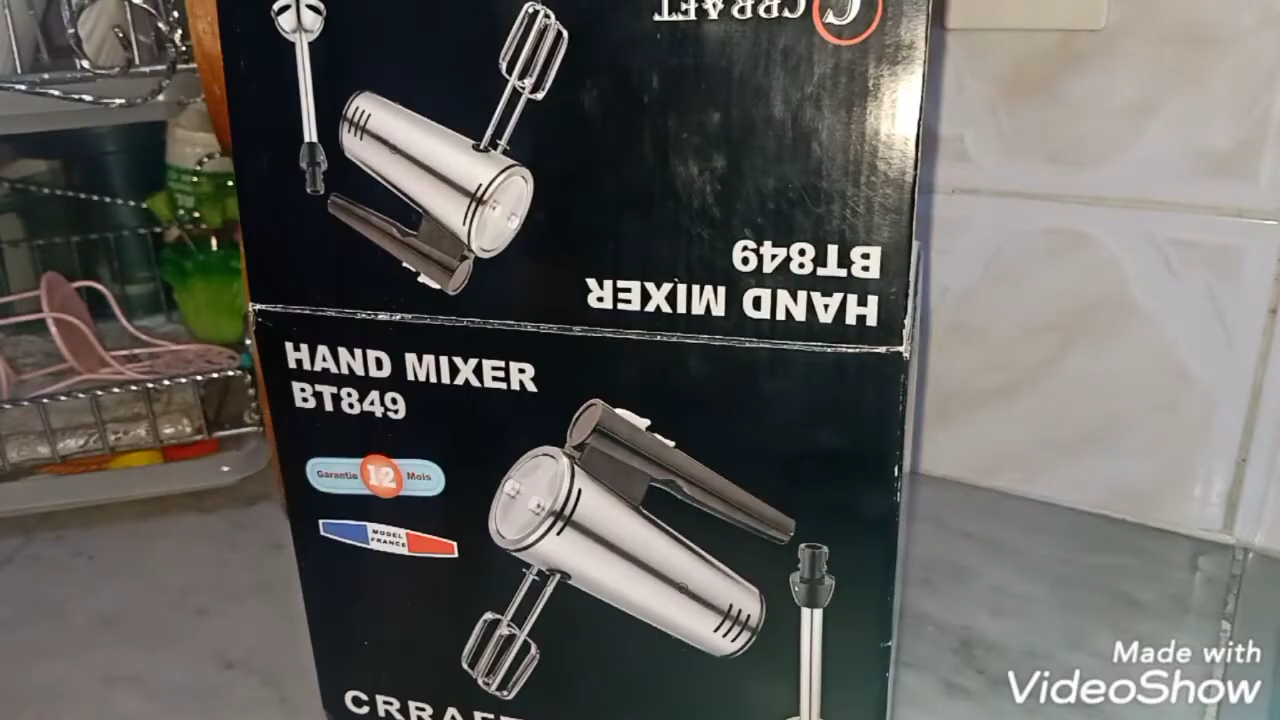 C CRRAFT
BT849
HAND MIXER
HAND MIXER
BT849
Garantie 12 Mois
MODEL
FRANCE
CRRAFT
Made with
VideoShow